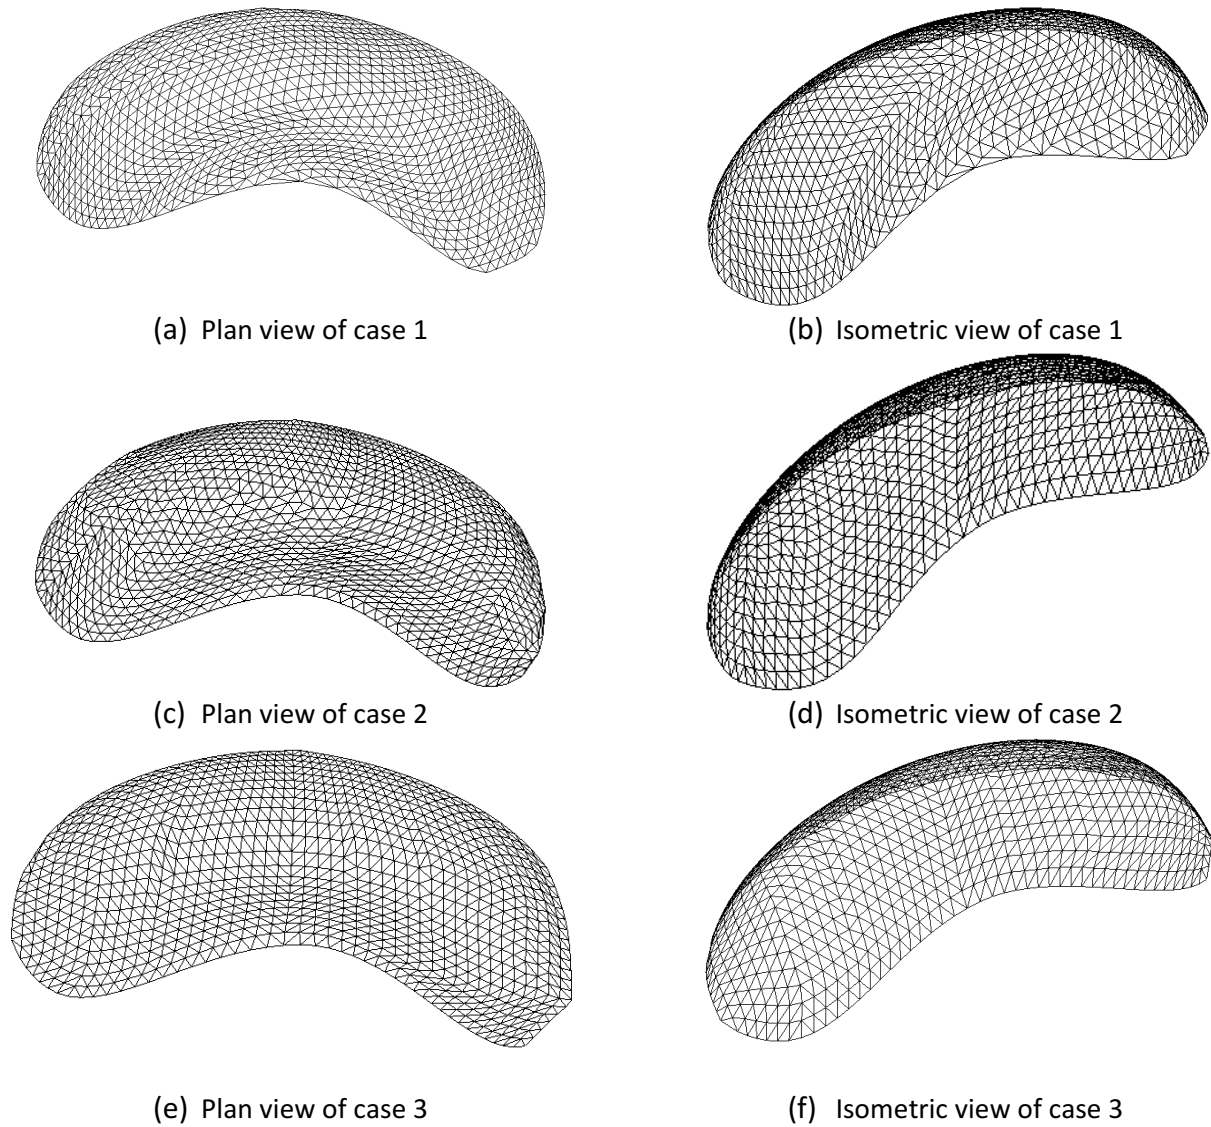 (a) Plan view of case 1
(b) Isometric view of case 1
(c) Plan view of case 2
(d) Isometric view of case 2
(e) Plan view of case 3
(f) Isometric view of case 3